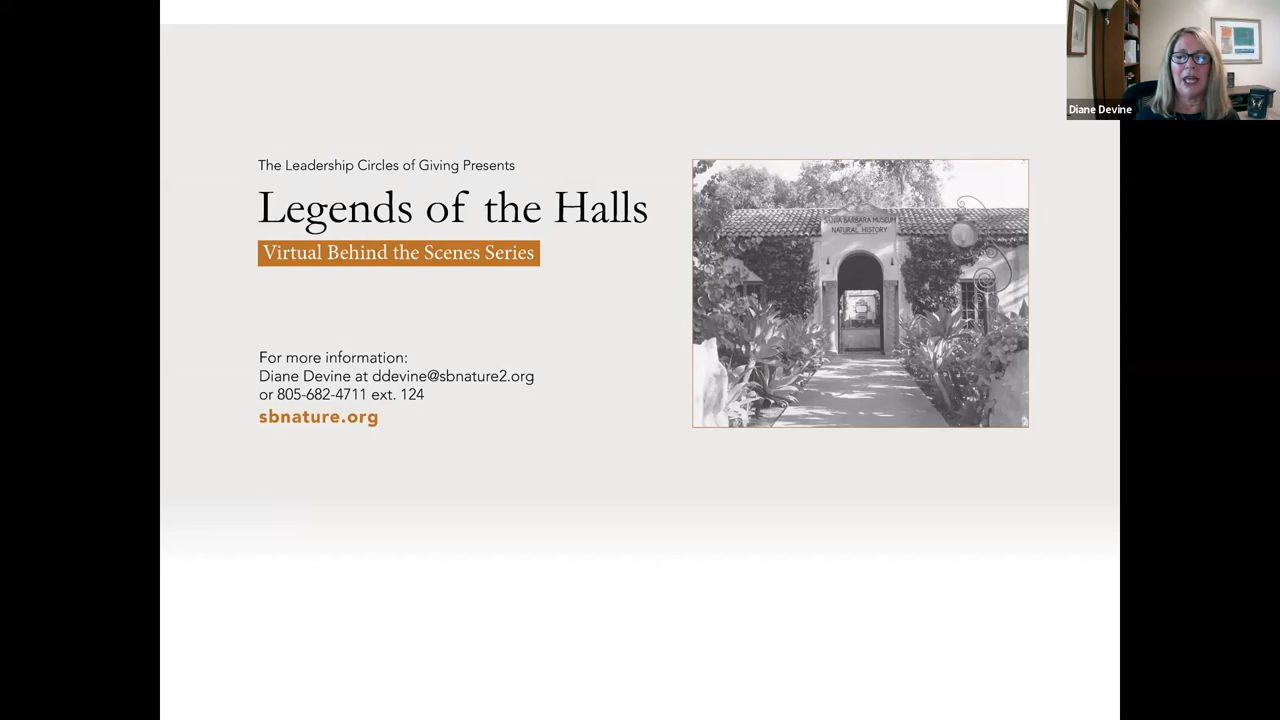 The Leadership Circles of Giving Presents
Legends of the Halls
Virtual Behind the Scenes Series
For more information:
Diane Devine at ddevine@sbnature2.org
or 805-682-4711 ext. 124
sbnature.org
SANTA BARBARA MUSEUM
NATURAL HISTORY
Diane Devine